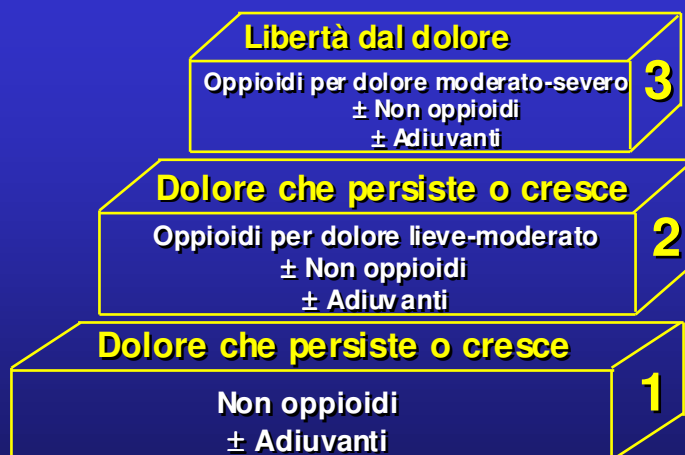 Libertà dal dolore
Oppioidi per dolore moderato-severo
± Non oppioidi
± Adiuvanti
3
Dolore che persiste o cresce
Oppioidi per dolore lieve-moderato
± Non oppioidi
± Adiuvanti
2
Dolore che persiste o cresce
Non oppioidi
± Adiuvanti
1